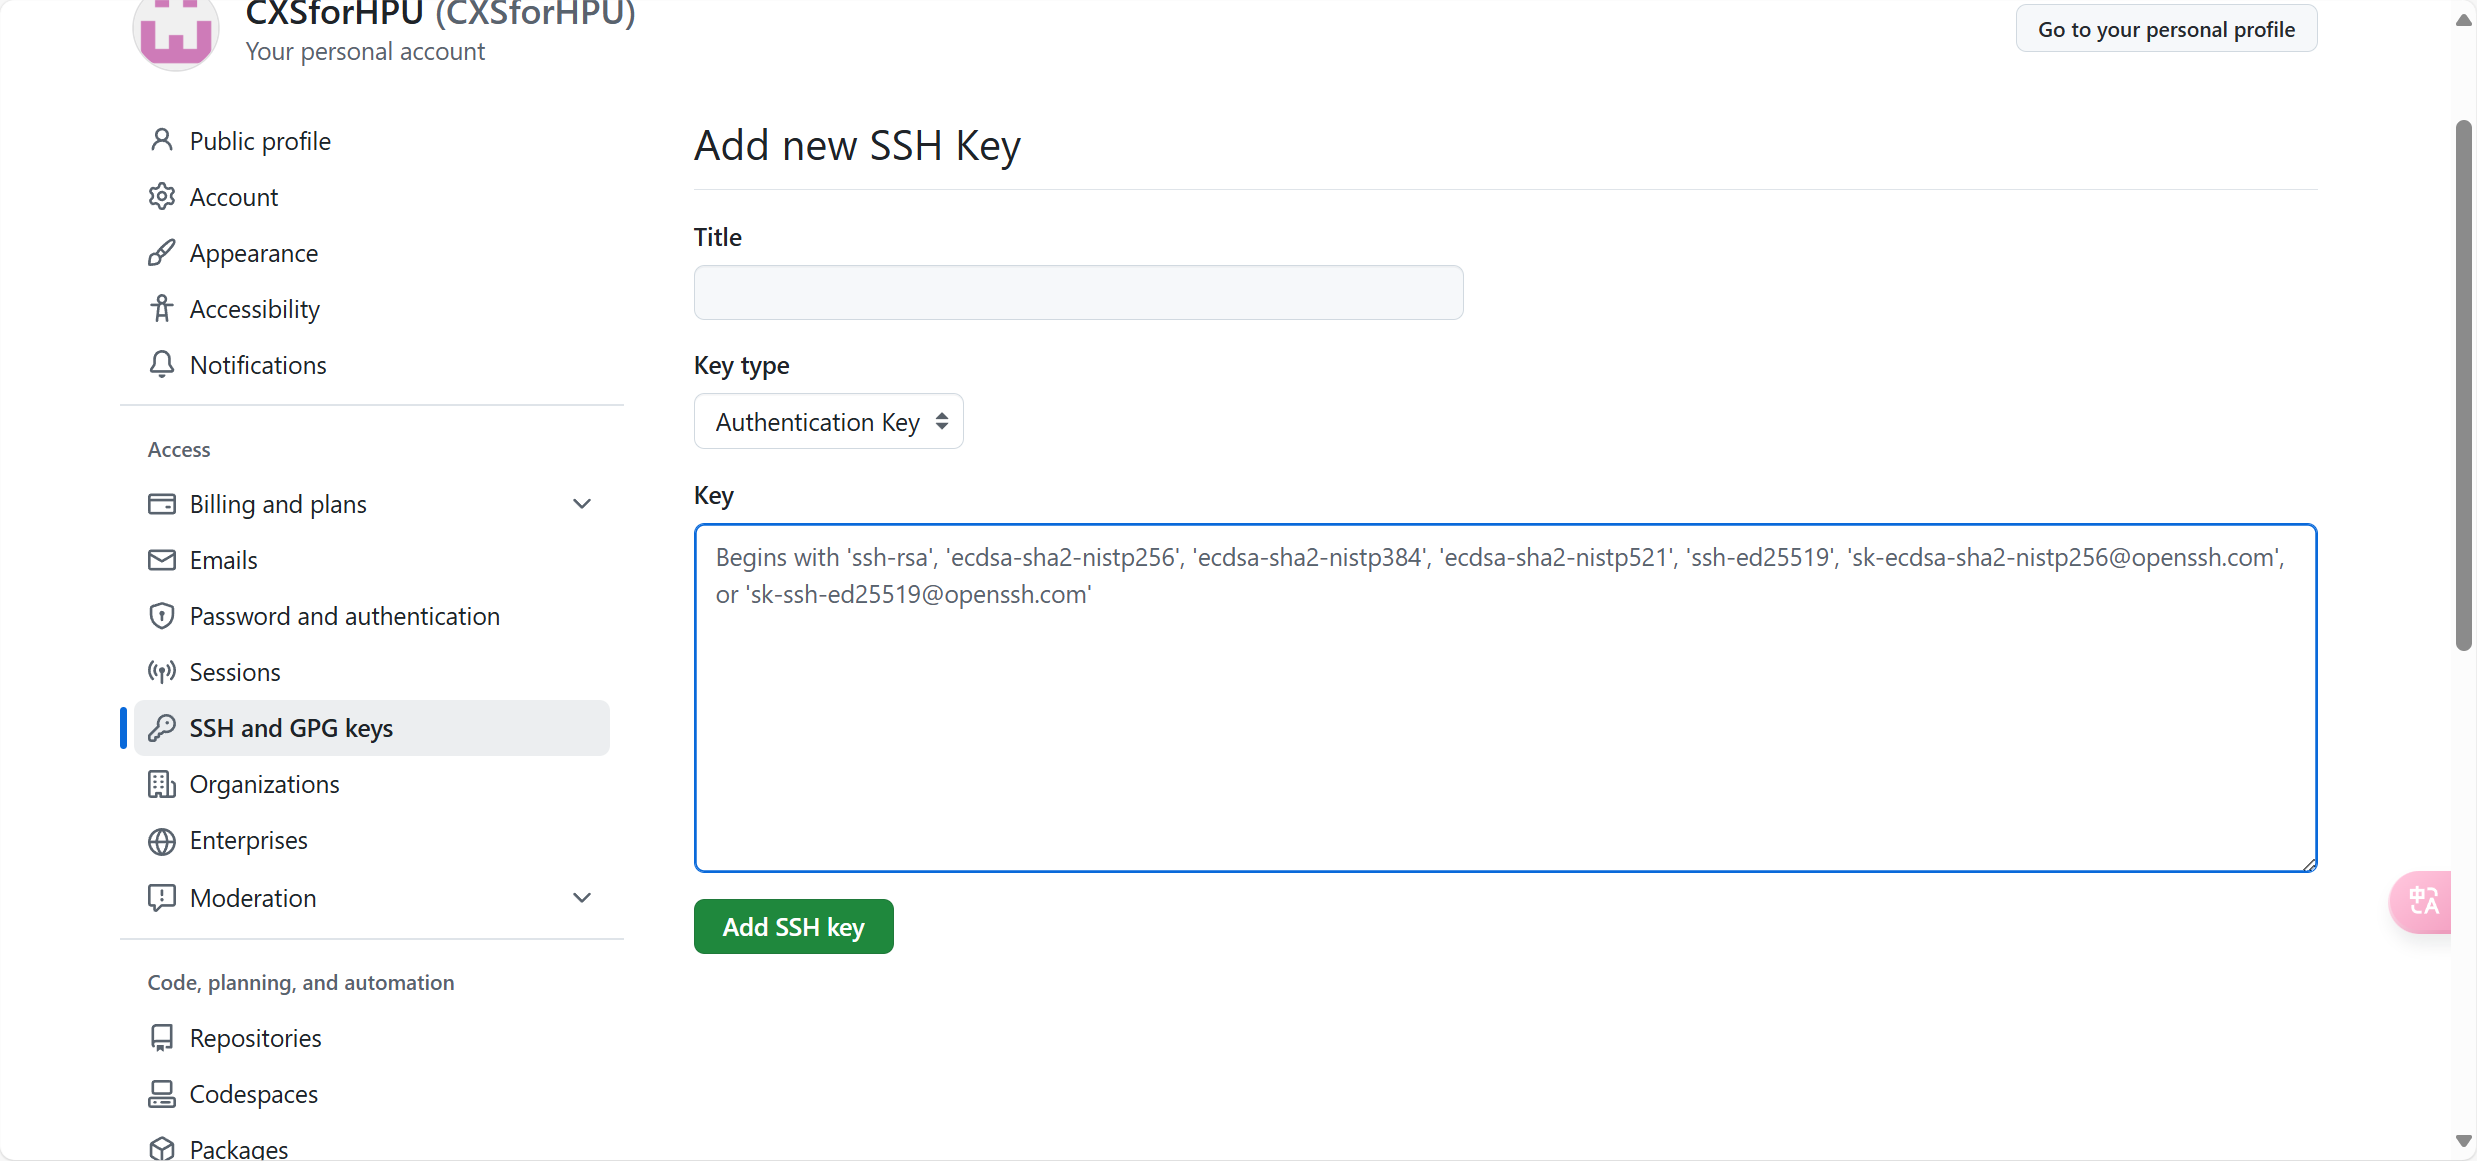 CXSforHPU (CXSforHPU)
Your personal account
Go to your personal profile
Public profile
Account
Appearance
Accessibility
Notifications
Access
Billing and plans
Emails
Password and authentication
Sessions
SSH and GPG keys
Organizations
Enterprises
Moderation
Code, planning, and automation
Repositories
Codespaces
Packages
Add new SSH Key
Title
Key type
Authentication Key
Key
Begins with 'ssh-rsa', 'ecdsa-sha2-nistp256', 'ecdsa-sha2-nistp384', 'ecdsa-sha2-nistp521', 'ssh-ed25519', 'sk-ecdsa-sha2-nistp256@openssh.com',
or 'sk-ssh-ed25519@openssh.com'
Add SSH key
中A